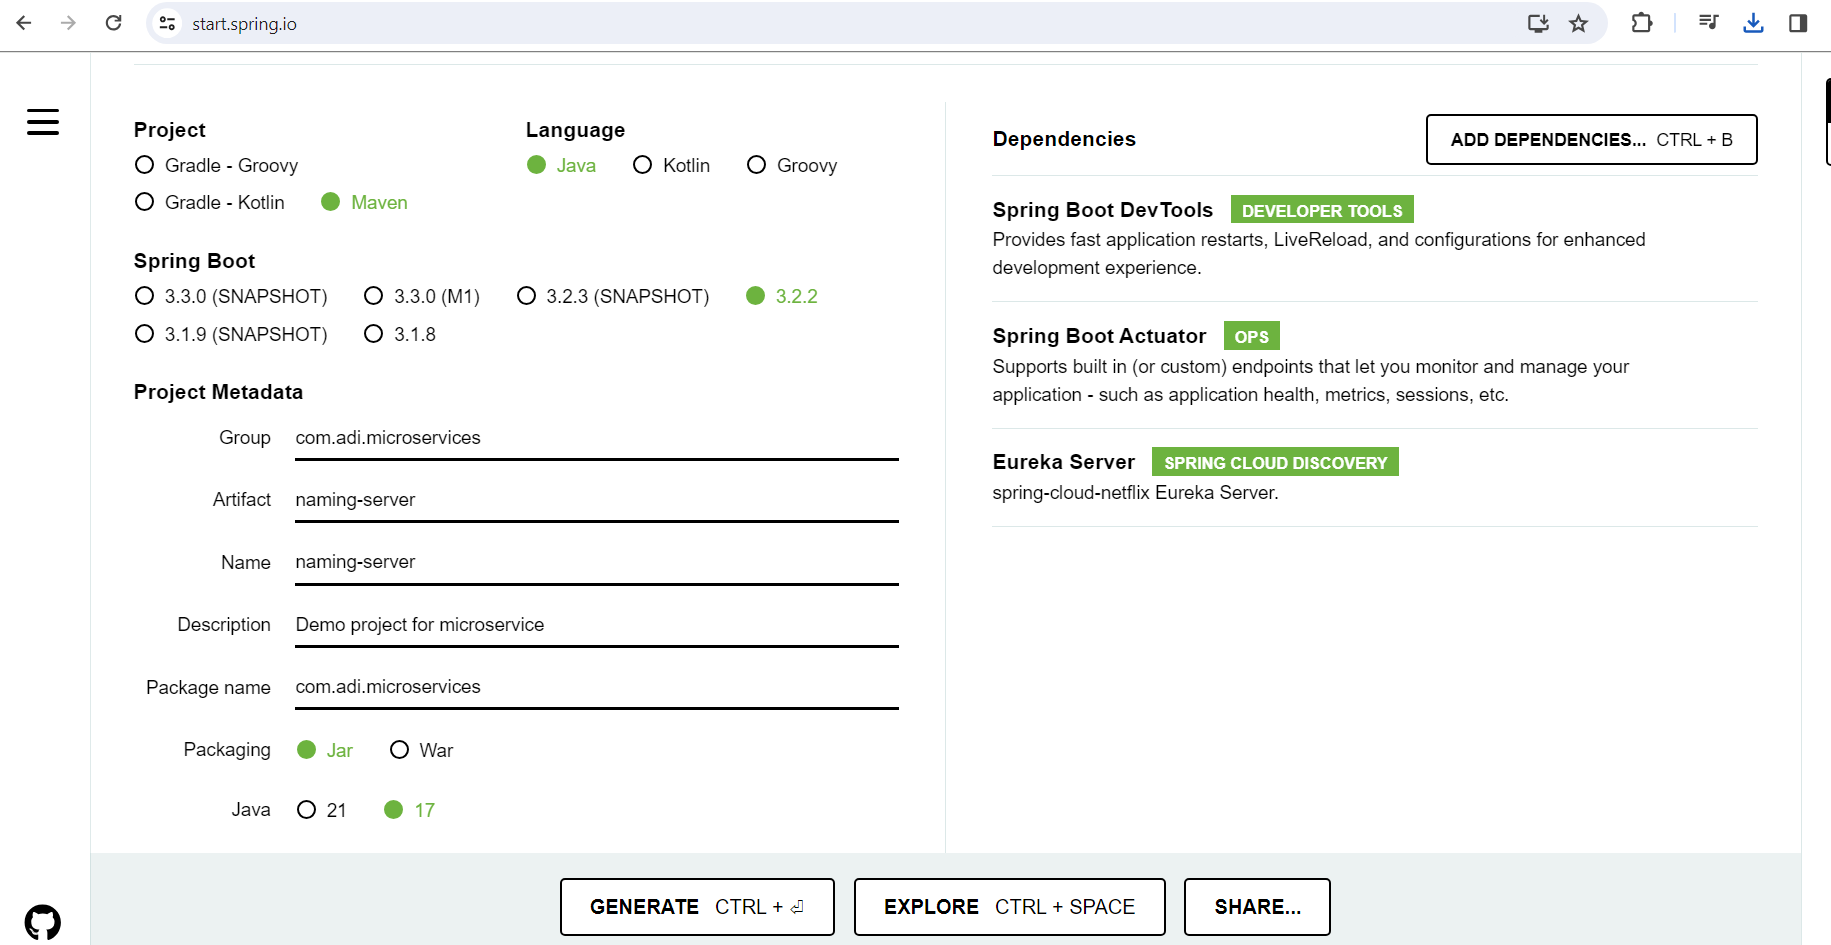 start.spring.io
Project
Gradle - Groovy
Gradle - Kotlin Maven
Language
Java Kotlin Groovy
Spring Boot
3.3.0 (SNAPSHOT) 3.3.0 (M1) 3.2.3 (SNAPSHOT) 3.2.2
3.1.9 (SNAPSHOT) 3.1.8
Project Metadata
Group com.adi.microservices
Artifact naming-server
Name naming-server
Description Demo project for microservice
Package name com.adi.microservices
Packaging Jar War
Java 21 17
Dependencies
ADD DEPENDENCIES... CTRL + B
Spring Boot DevTools DEVELOPER TOOLS
Provides fast application restarts, LiveReload, and configurations for enhanced
development experience.
Spring Boot Actuator OPS
Supports built in (or custom) endpoints that let you monitor and manage your
application - such as application health, metrics, sessions, etc.
Eureka Server SPRING CLOUD DISCOVERY
spring-cloud-netflix Eureka Server.
GENERATE CTRL + ⏎
EXPLORE CTRL + SPACE
SHARE...